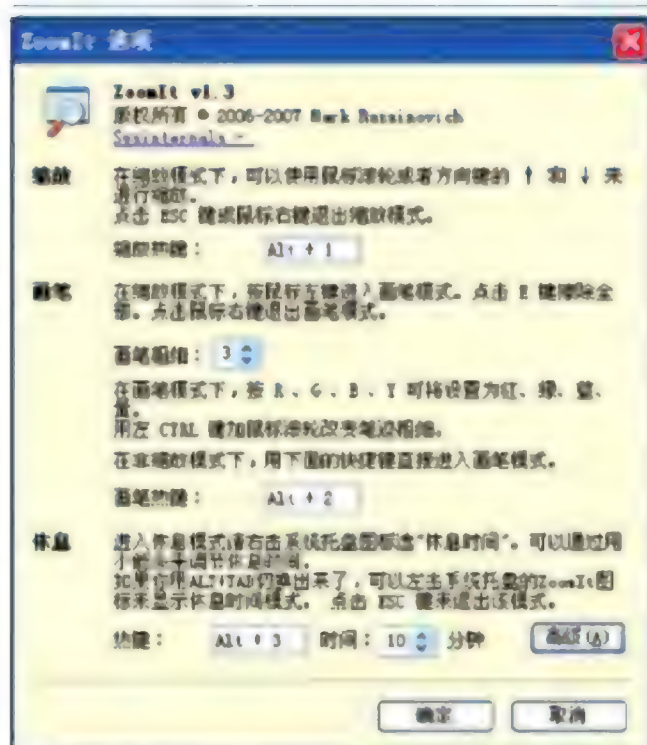 ZoomIt 选项
ZoomIt v1.3
版权所有 © 2006-2007 Mark Russinovich
Sysinternals -
缩放 在缩放模式下，可以使用鼠标滚轮或者方向键的 ↑ 和 ↓ 来
进行缩放。
点击 ESC 键或鼠标右键退出缩放模式。
缩放热键： Alt + 1
画笔 在缩放模式下，按鼠标左键进入画笔模式。点击 E 键擦除全
部。点击鼠标右键退出画笔模式。
画笔粗细： 3
在画笔模式下，按 R 、 G 、 B 、 Y 可将设置为红、绿、蓝、
黄。
用左 CTRL 键加鼠标滚轮改变笔迹粗细。
在非缩放模式下，用下面的快捷键直接进入画笔模式。
画笔热键： Alt + 2
休息 进入休息模式请右击系统托盘图标选“休息时间”。可以通过用
调节休息时间。
如果你用ALT+TAB切换出来了，可以左击系统托盘的ZoomIt图
标来显示休息时间模式。 点击 ESC 键来退出该模式。
热键： Alt + 3 时间： 10 分钟 高级(A)
确定 取消